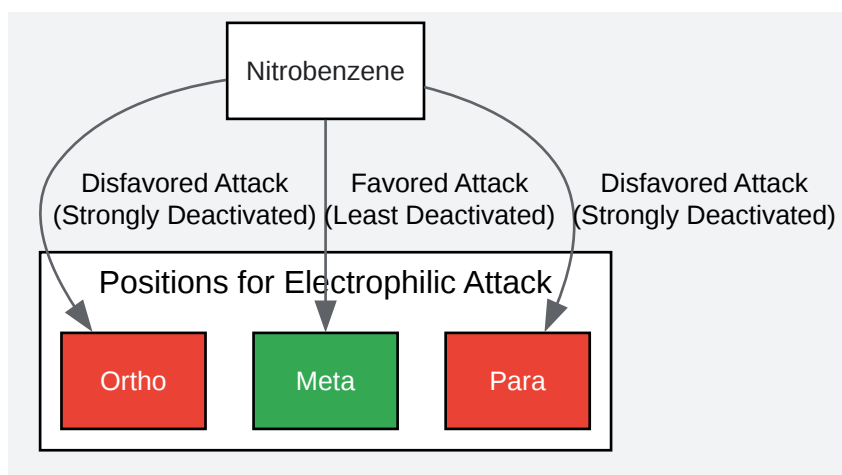 Nitrobenzene
Disfavored Attack
(Strongly Deactivated)
Favored Attack
(Least Deactivated)
Disfavored Attack
(Strongly Deactivated)
Positions for Electrophilic Attack
Ortho
Meta
Para